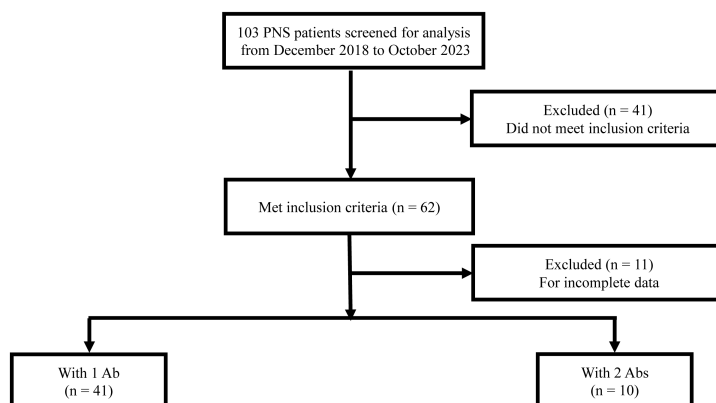 103 PNS patients screened for analysis
from December 2018 to October 2023
Excluded (n = 41)
Did not meet inclusion criteria
Met inclusion criteria (n = 62)
Excluded (n = 11)
For incomplete data
With 1 Ab
(n = 41)
With 2 Abs
(n = 10)